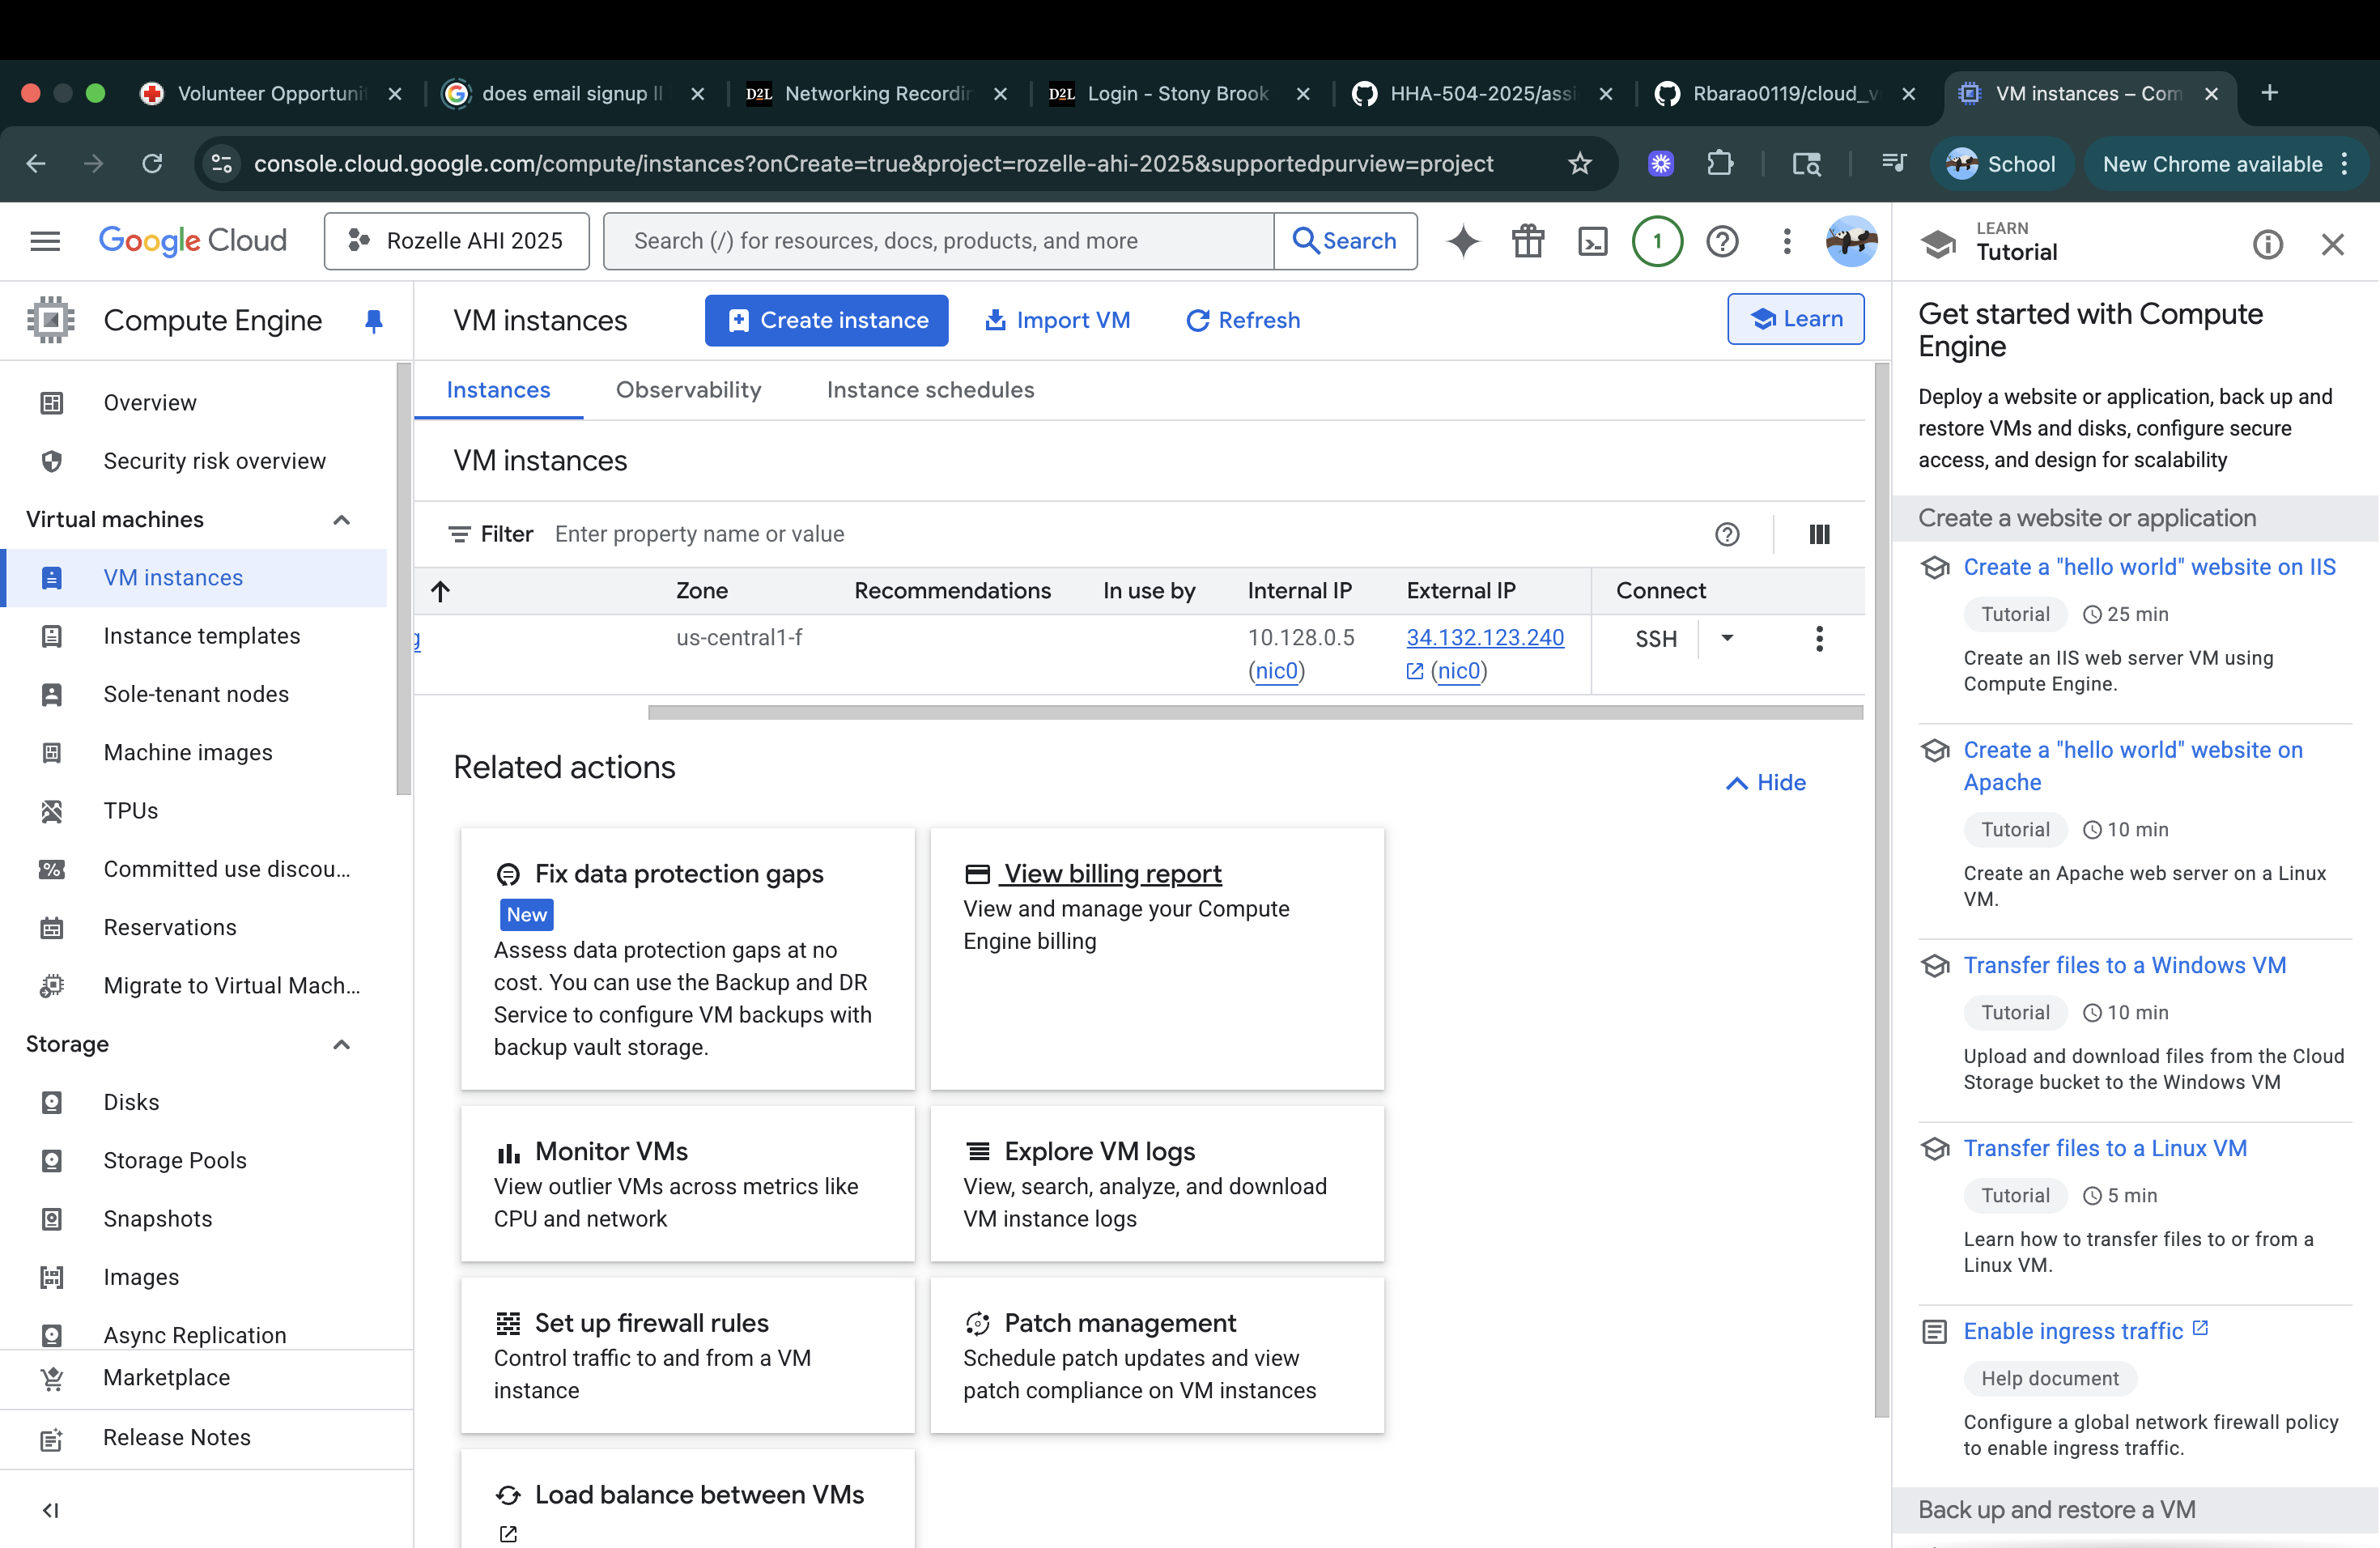 Volunteer Opportuni
does email signup ll
D2L Networking Recordin
D2L Login - Stony Brook
HHA-504-2025/assi
Rbarao0119/cloud_v
VM instances – Com
console.cloud.google.com/compute/instances?onCreate=true&project=rozelle-ahi-2025&supportedpurview=project
School
New Chrome available
Google Cloud
Rozelle AHI 2025
Search (/) for resources, docs, products, and more
Search
1
LEARN
Tutorial
Compute Engine
VM instances
Create instance
Import VM
Refresh
Learn
Overview
Security risk overview
Virtual machines
VM instances
Instance templates
Sole-tenant nodes
Machine images
TPUs
Committed use discou...
Reservations
Migrate to Virtual Mach...
Storage
Disks
Storage Pools
Snapshots
Images
Async Replication
Marketplace
Release Notes
Instances
Observability
Instance schedules
VM instances
Filter Enter property name or value
Zone Recommendations In use by Internal IP External IP Connect
g us-central1-f 10.128.0.5 34.132.123.240 SSH
(nic0) (nic0)
Related actions
Hide
Fix data protection gaps
New
Assess data protection gaps at no
cost. You can use the Backup and DR
Service to configure VM backups with
backup vault storage.
View billing report
View and manage your Compute
Engine billing
Monitor VMs
View outlier VMs across metrics like
CPU and network
Explore VM logs
View, search, analyze, and download
VM instance logs
Set up firewall rules
Control traffic to and from a VM
instance
Patch management
Schedule patch updates and view
patch compliance on VM instances
Load balance between VMs
Get started with Compute
Engine
Deploy a website or application, back up and
restore VMs and disks, configure secure
access, and design for scalability
Create a website or application
Create a "hello world" website on IIS
Tutorial 25 min
Create an IIS web server VM using
Compute Engine.
Create a "hello world" website on
Apache
Tutorial 10 min
Create an Apache web server on a Linux
VM.
Transfer files to a Windows VM
Tutorial 10 min
Upload and download files from the Cloud
Storage bucket to the Windows VM
Transfer files to a Linux VM
Tutorial 5 min
Learn how to transfer files to or from a
Linux VM.
Enable ingress traffic
Help document
Configure a global network firewall policy
to enable ingress traffic.
Back up and restore a VM